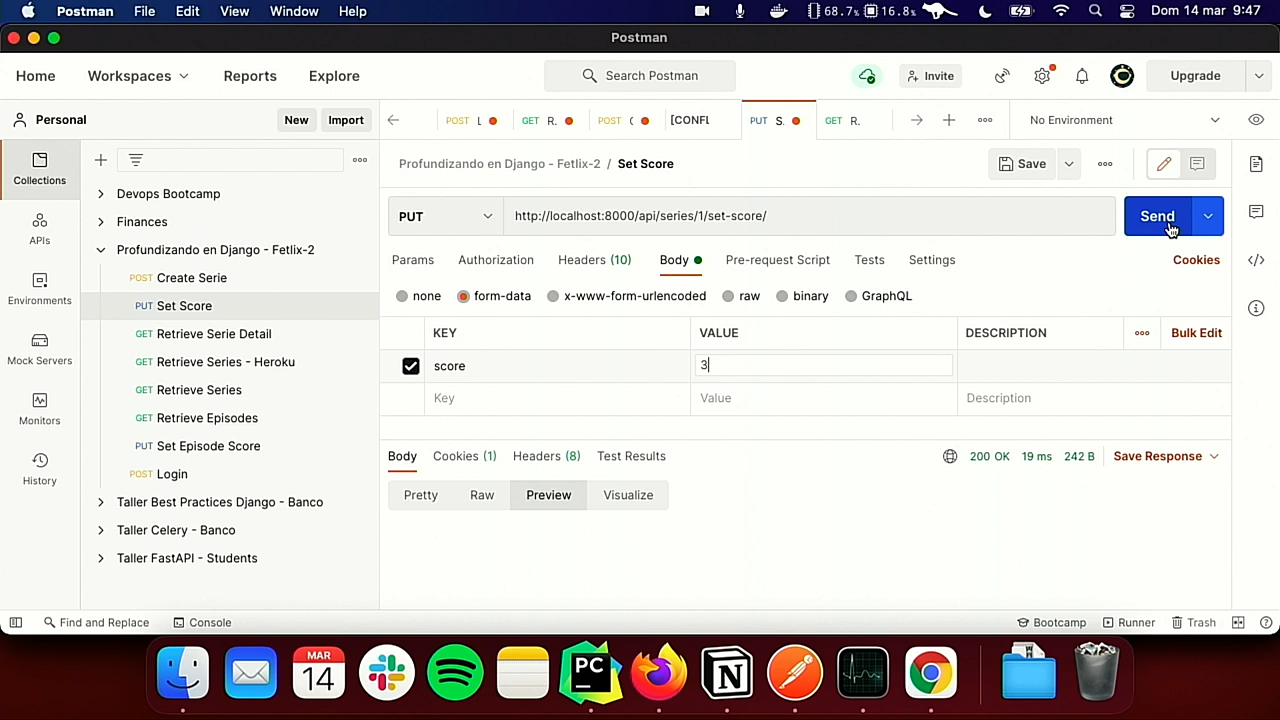 Postman File Edit View Window Help 68.7% 16.8% Dom 14 mar 9:47
Postman
Home Workspaces Reports Explore Search Postman Invite Upgrade
Personal New Import POST L GET R. POST ( [CONFL PUT S. GET R. No Environment
Collections
APIs
Environments
Mock Servers
Monitors
History
Devops Bootcamp
Finances
Profundizando en Django - Fetlix-2
POST Create Serie
PUT Set Score
GET Retrieve Serie Detail
GET Retrieve Series - Heroku
GET Retrieve Series
GET Retrieve Episodes
PUT Set Episode Score
POST Login
Taller Best Practices Django - Banco
Taller Celery - Banco
Taller FastAPI - Students
Profundizando en Django - Fetlix-2 / Set Score Save
PUT http://localhost:8000/api/series/1/set-score/ Send
Params Authorization Headers (10) Body Pre-request Script Tests Settings Cookies
none form-data x-www-form-urlencoded raw binary GraphQL
KEY VALUE DESCRIPTION Bulk Edit
score 3
Key Value Description
Body Cookies (1) Headers (8) Test Results 200 OK 19 ms 242 B Save Response
Pretty Raw Preview Visualize
Find and Replace Console Bootcamp Runner Trash
MAR
14
PC